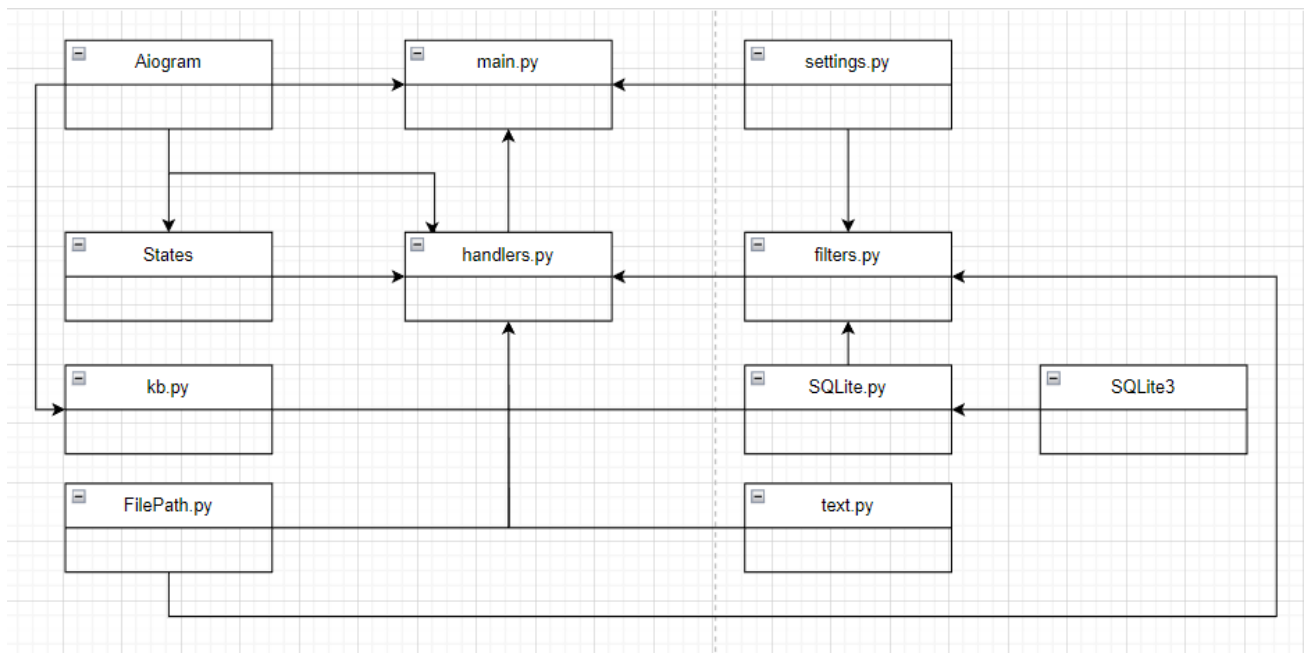 Aiogram
main.py
settings.py
States
handlers.py
filters.py
kb.py
SQLite.py
SQLite3
FilePath.py
text.py